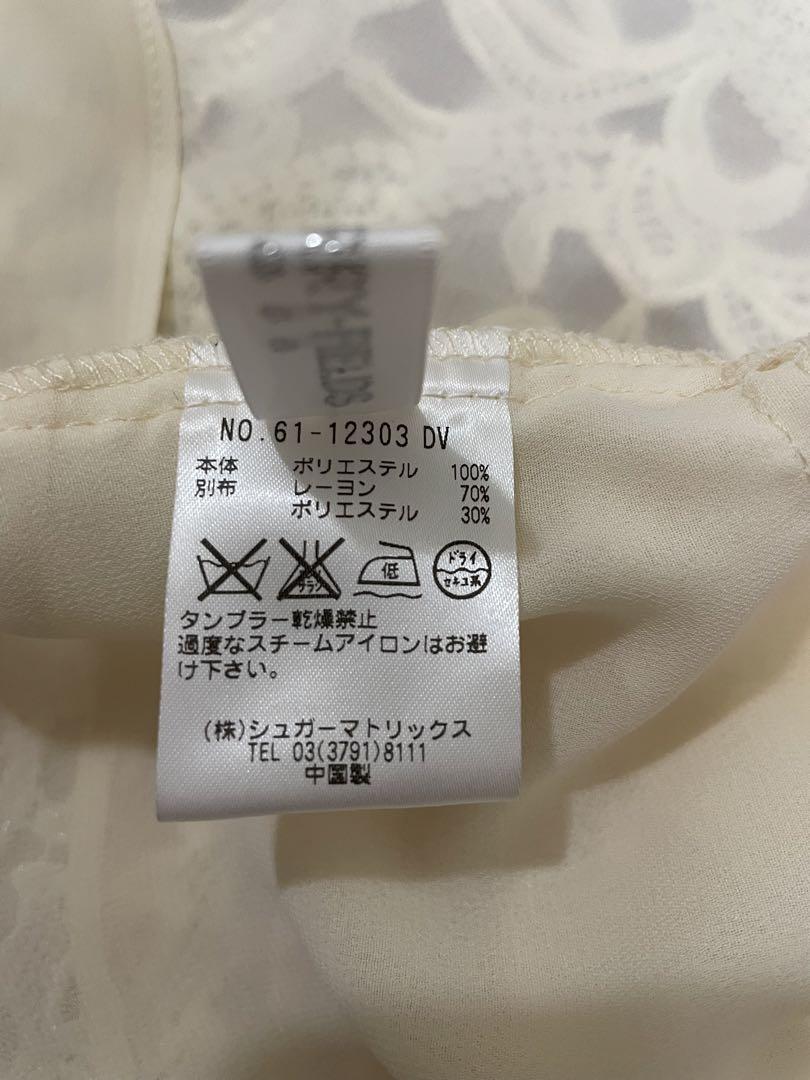 FIELDS
NO.61-12303 DV
本体 ポリエステル 100%
別布 レーヨン 70%
ポリエステル 30%
低
ドライ
セキユ系
タンブラー乾燥禁止
過度なスチームアイロンはお避
け下さい。
(株)シュガーマトリックス
TEL 03(3791)8111
中国製